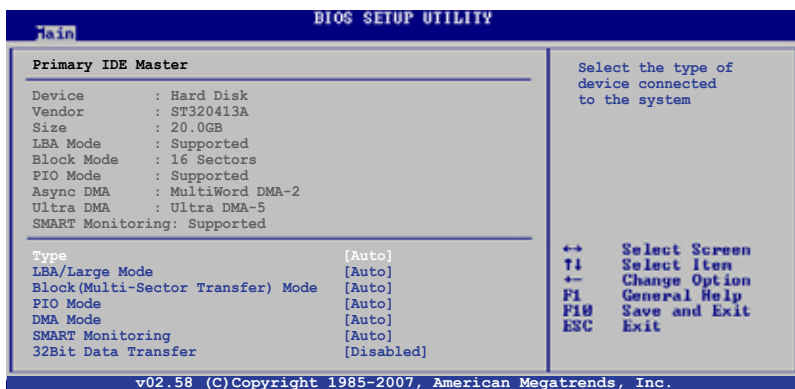 BIOS SETUP UTILITY
Main
Primary IDE Master
Device : Hard Disk
Vendor : ST320413A
Size : 20.0GB
LBA Mode : Supported
Block Mode : 16 Sectors
PIO Mode : Supported
Async DMA : MultiWord DMA-2
Ultra DMA : Ultra DMA-5
SMART Monitoring: Supported
Type [Auto]
LBA/Large Mode [Auto]
Block(Multi-Sector Transfer) Mode [Auto]
PIO Mode [Auto]
DMA Mode [Auto]
SMART Monitoring [Auto]
32Bit Data Transfer [Disabled]
Select the type of
device connected
to the system
↔ Select Screen
↑↓ Select Item
+- Change Option
F1 General Help
F10 Save and Exit
ESC Exit
v02.58 (C)Copyright 1985-2007, American Megatrends, Inc.